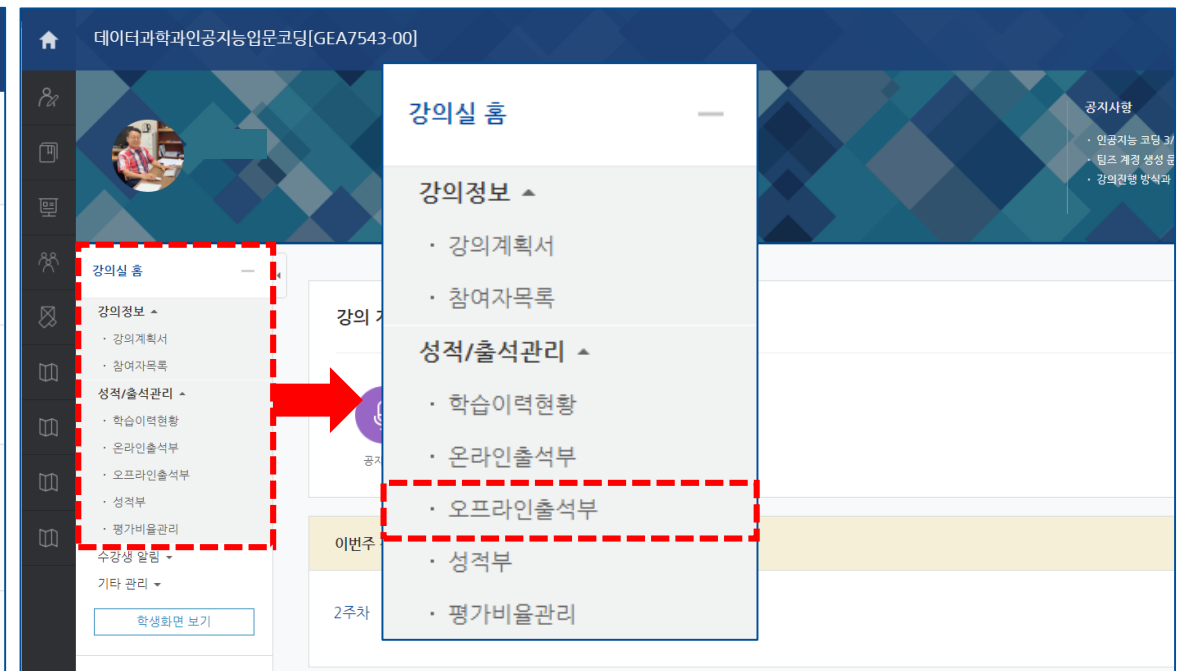 데이터과학과인공지능입문코딩[GEA7543-00]
공지사항
· 인공지능 코딩 3/
· 팀즈 계정 생성 문
· 강의진행 방식과
강의실 홈
강의정보
· 강의계획서
· 참여자목록
성적/출석관리
· 학습이력현황
· 온라인출석부
· 오프라인출석부
· 성적부
· 평가비율관리
수강생 알림
기타 관리
학생화면 보기
강의실 홈
강의정보
· 강의계획서
· 참여자목록
성적/출석관리
· 학습이력현황
· 온라인출석부
· 오프라인출석부
· 성적부
· 평가비율관리
강의
공지
이번주
2주차